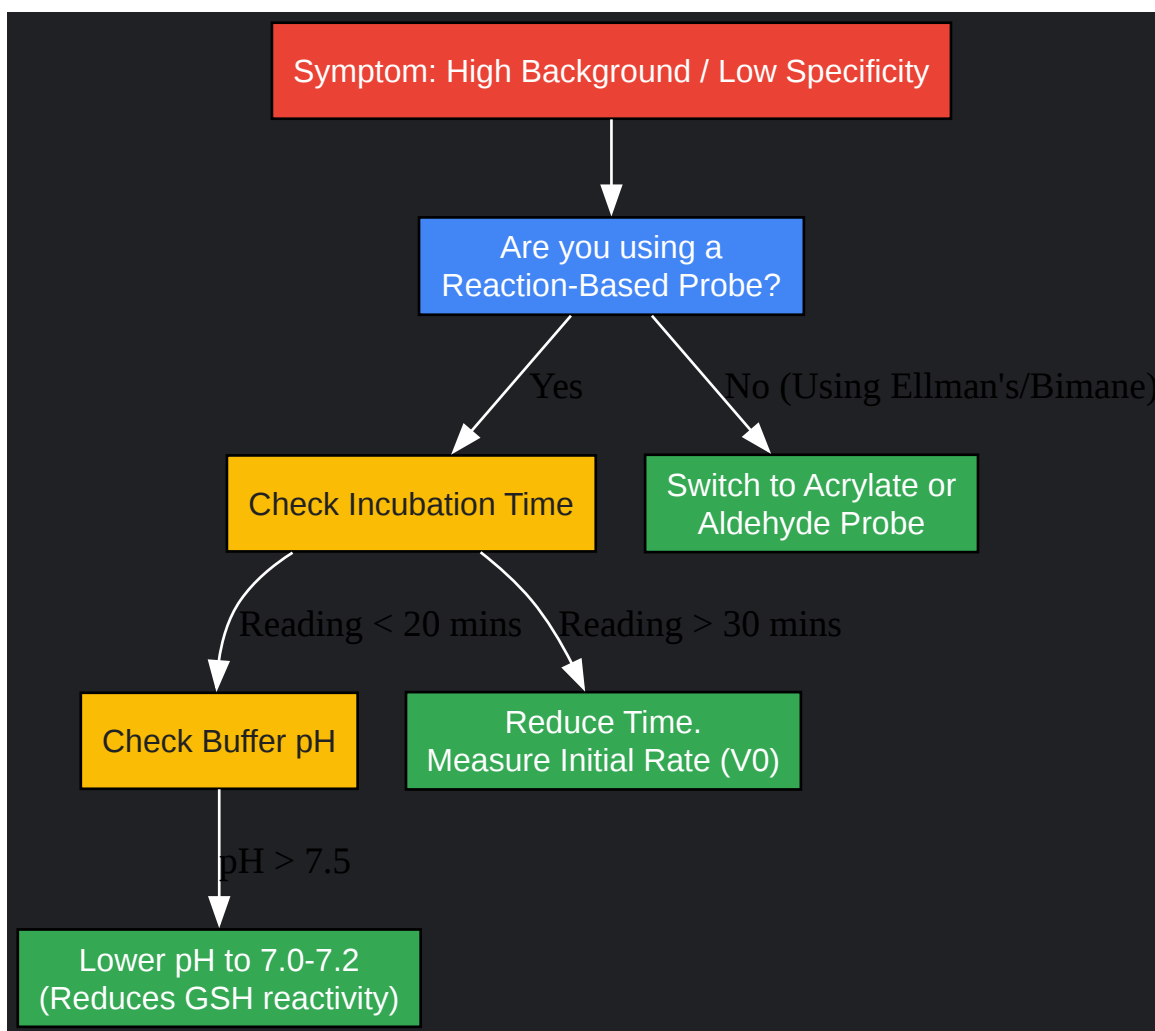 Symptom: High Background / Low Specificity
Are you using a
Reaction-Based Probe?
Yes
No (Using Ellman's/Bimane)
Check Incubation Time
Switch to Acrylate or
Aldehyde Probe
Reading < 20 mins
Reading > 30 mins
Check Buffer pH
Reduce Time.
Measure Initial Rate (V0)
pH > 7.5
Lower pH to 7.0-7.2
(Reduces GSH reactivity)